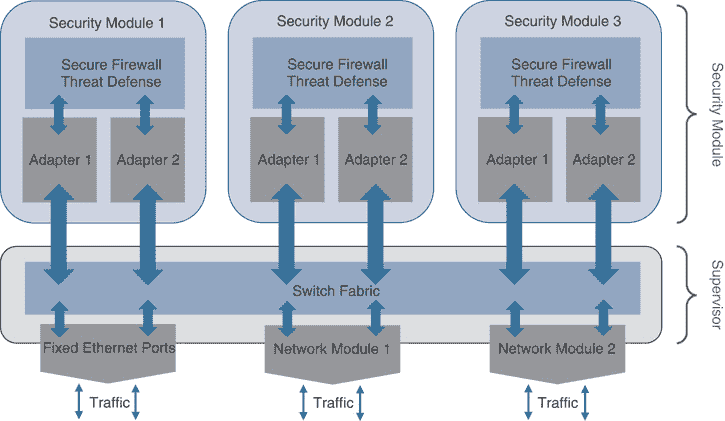 Security Module 1
Secure Firewall
Threat Defense
Adapter 1
Adapter 2
Security Module 2
Secure Firewall
Threat Defense
Adapter 1
Adapter 2
Security Module 3
Secure Firewall
Threat Defense
Adapter 1
Adapter 2
Security Module
Switch Fabric
Supervisor
Fixed Ethernet Ports
Network Module 1
Network Module 2
Traffic
Traffic
Traffic